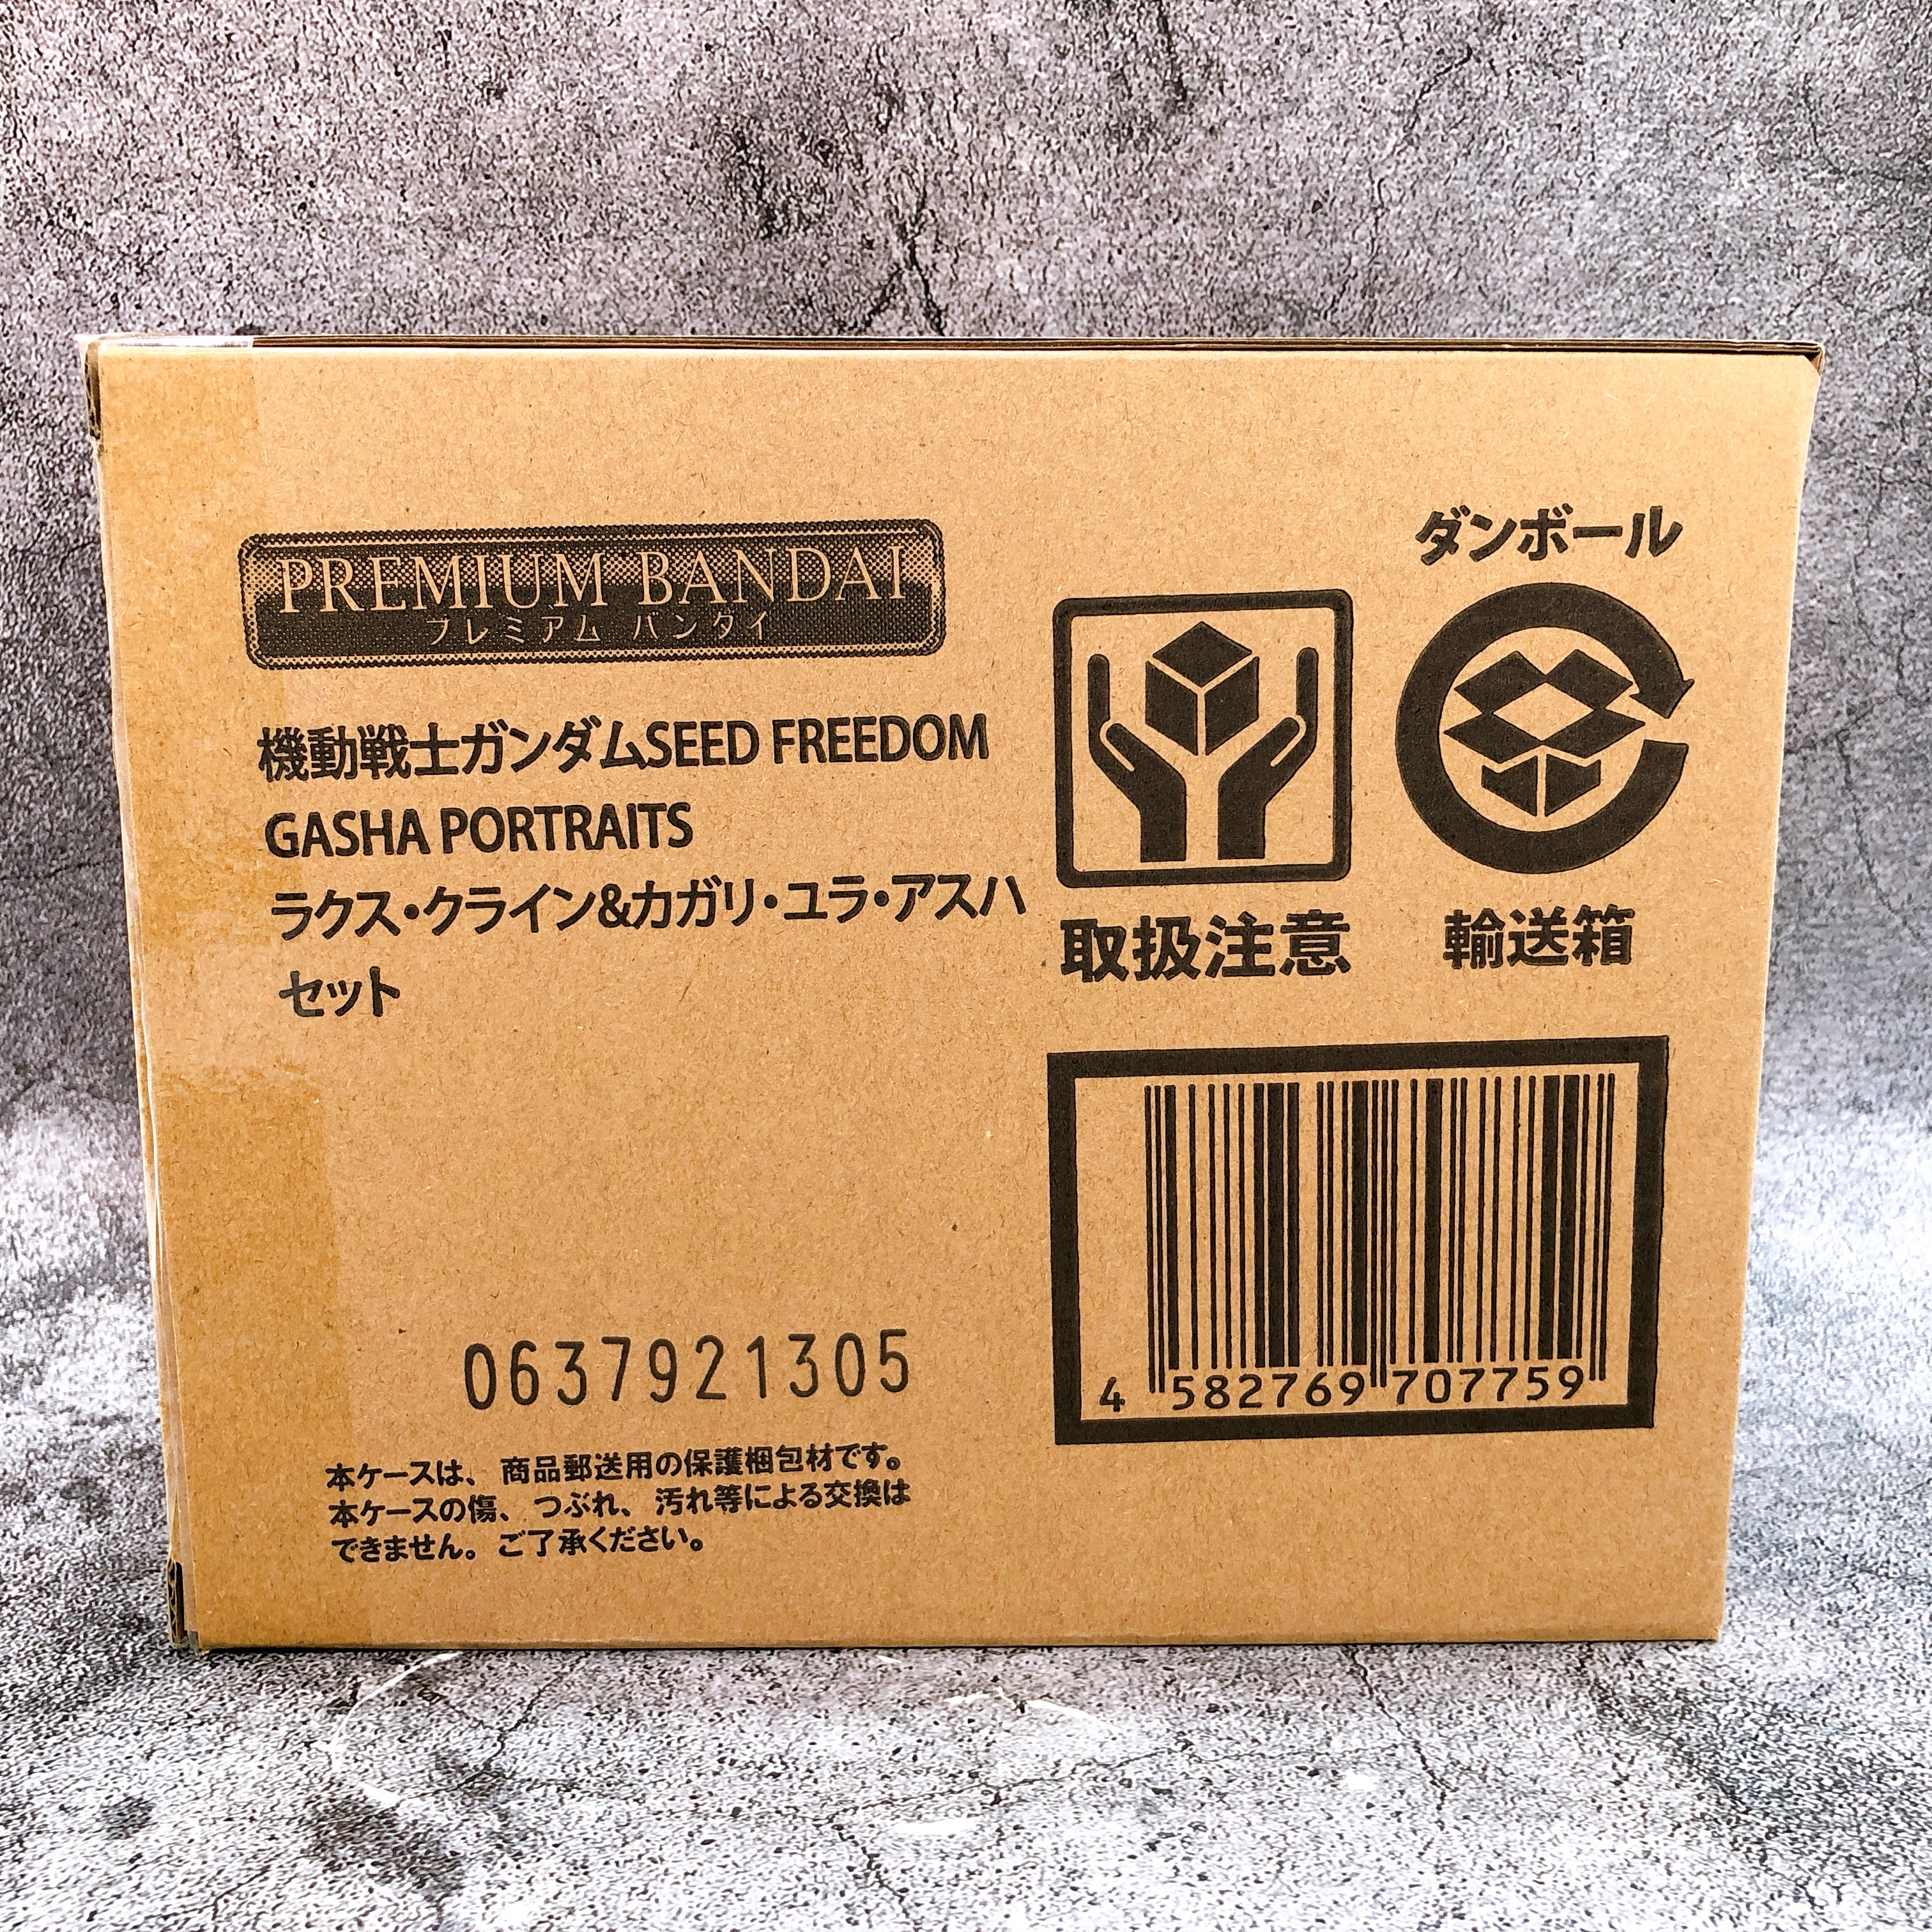 PREMIUM BANDAI
プレミアム バンダイ
機動戦士ガンダムSEED FREEDOM
GASHA PORTRAITS
ラクス・クライン&カガリ・ユラ・アスハ
セット
ダンボール
取扱注意
輸送箱
4 582769 707759
0637921305
本ケースは、商品郵送用の保護梱包材です。
本ケースの傷、つぶれ、汚れ等による交換は
できません。ご了承ください。